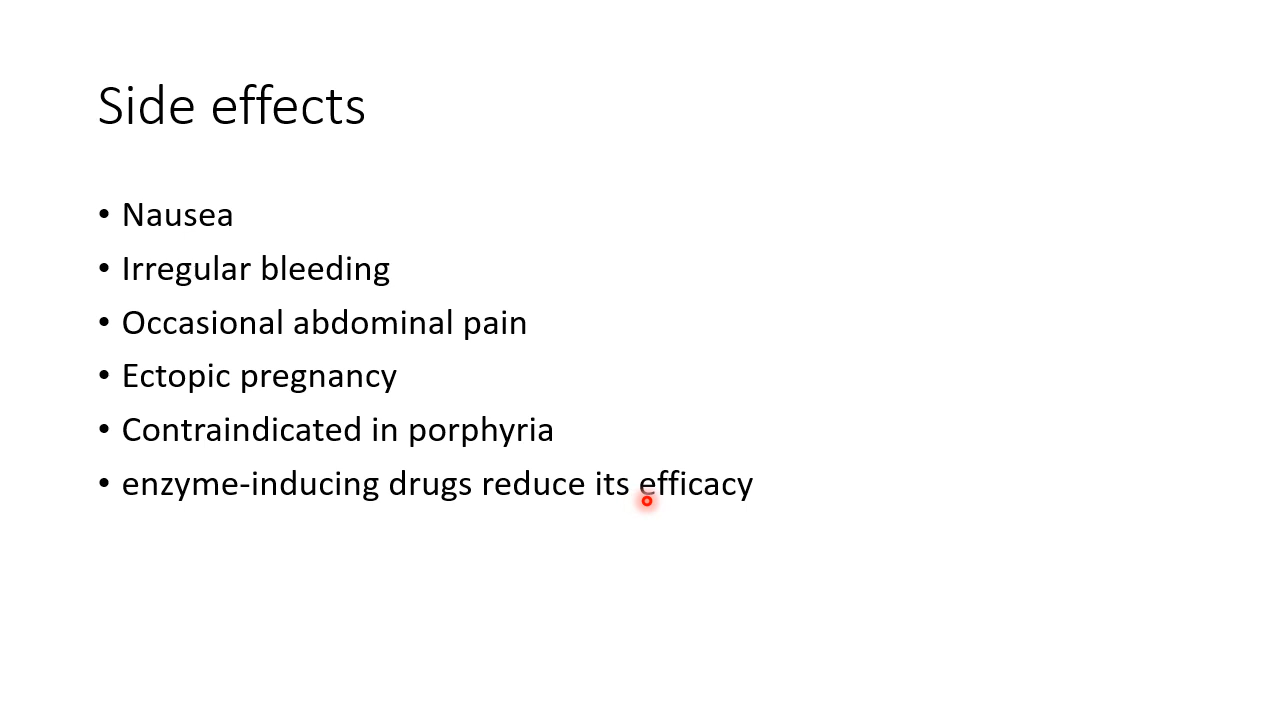 Side effects
• Nausea
• Irregular bleeding
• Occasional abdominal pain
• Ectopic pregnancy
• Contraindicated in porphyria
• enzyme-inducing drugs reduce its efficacy